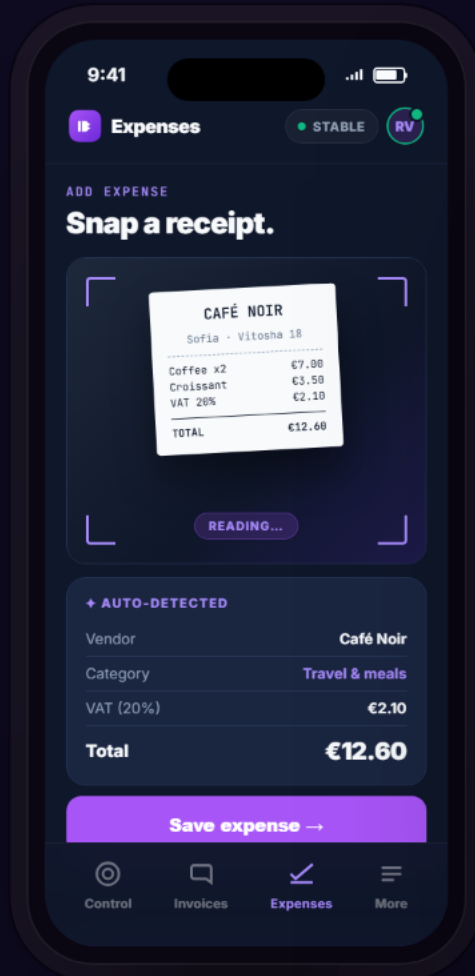 9:41
Expenses
STABLE
RV
ADD EXPENSE
Snap a receipt.
CAFÉ NOIR
Sofia - Vitosha 18
Coffee x2 €7.00
Croissant €3.50
VAT 20% €2.10
TOTAL €12.60
READING...
✦ AUTO-DETECTED
Vendor Café Noir
Category Travel & meals
VAT (20%) €2.10
Total €12.60
Save expense →
Control Invoices Expenses More